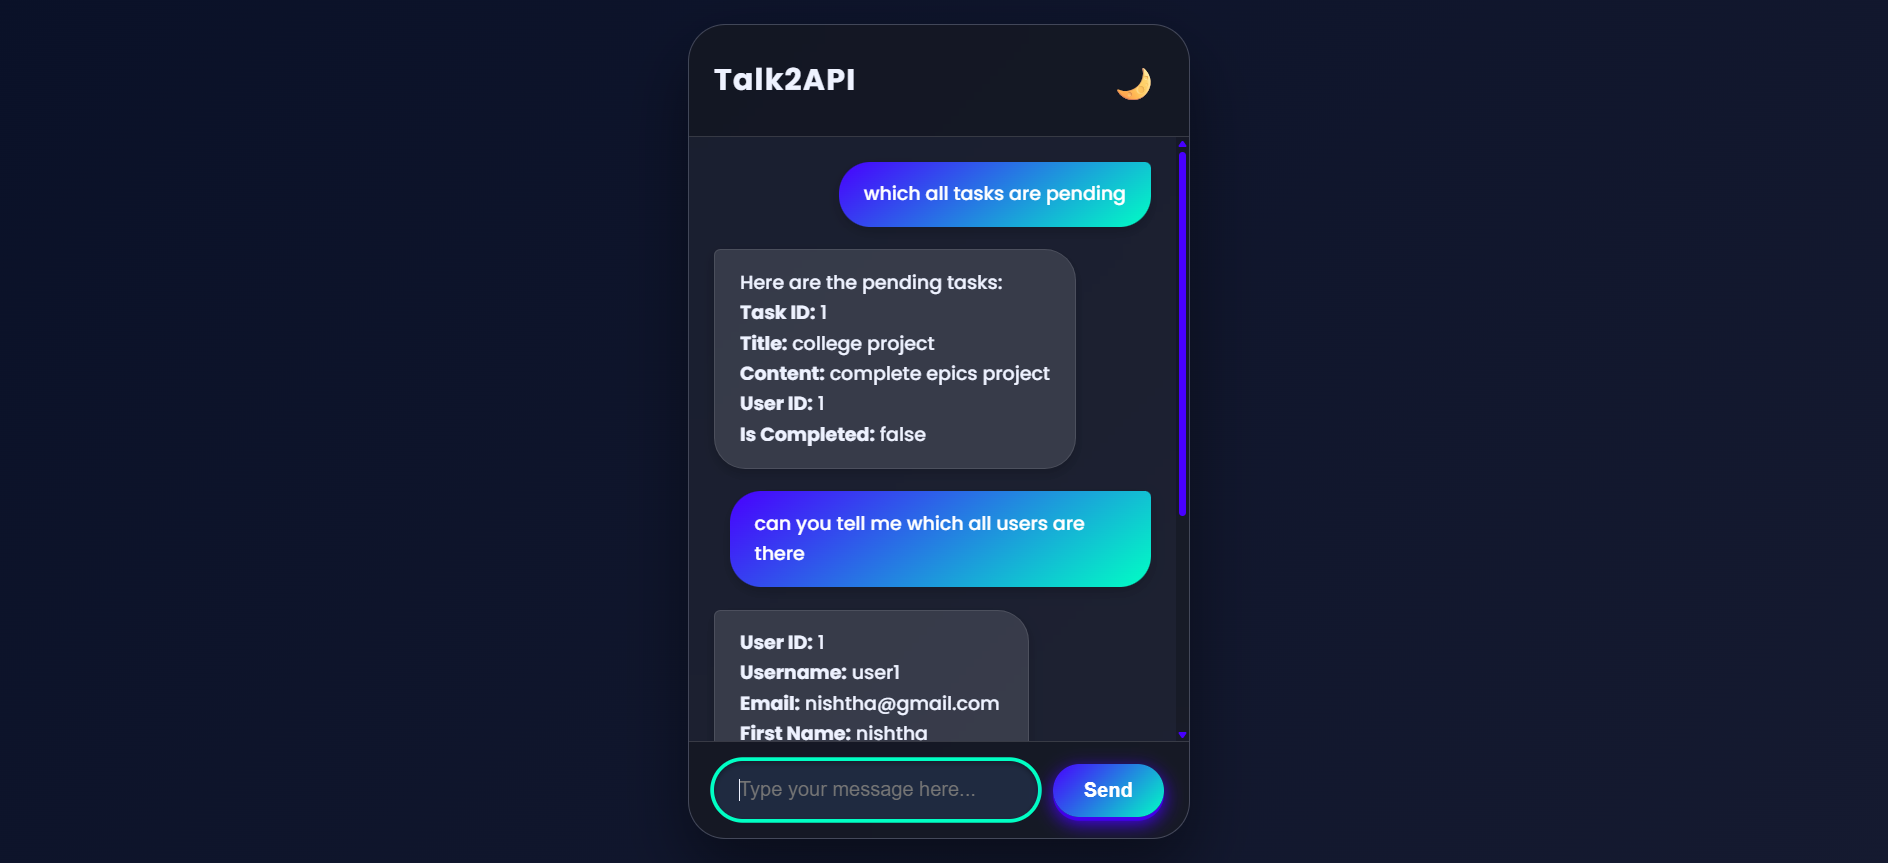 Talk2API
which all tasks are pending
Here are the pending tasks:
Task ID: 1
Title: college project
Content: complete epics project
User ID: 1
Is Completed: false
can you tell me which all users are
there
User ID: 1
Username: user1
Email: nishtha@gmail.com
First Name: nishtha
Type your message here...
Send